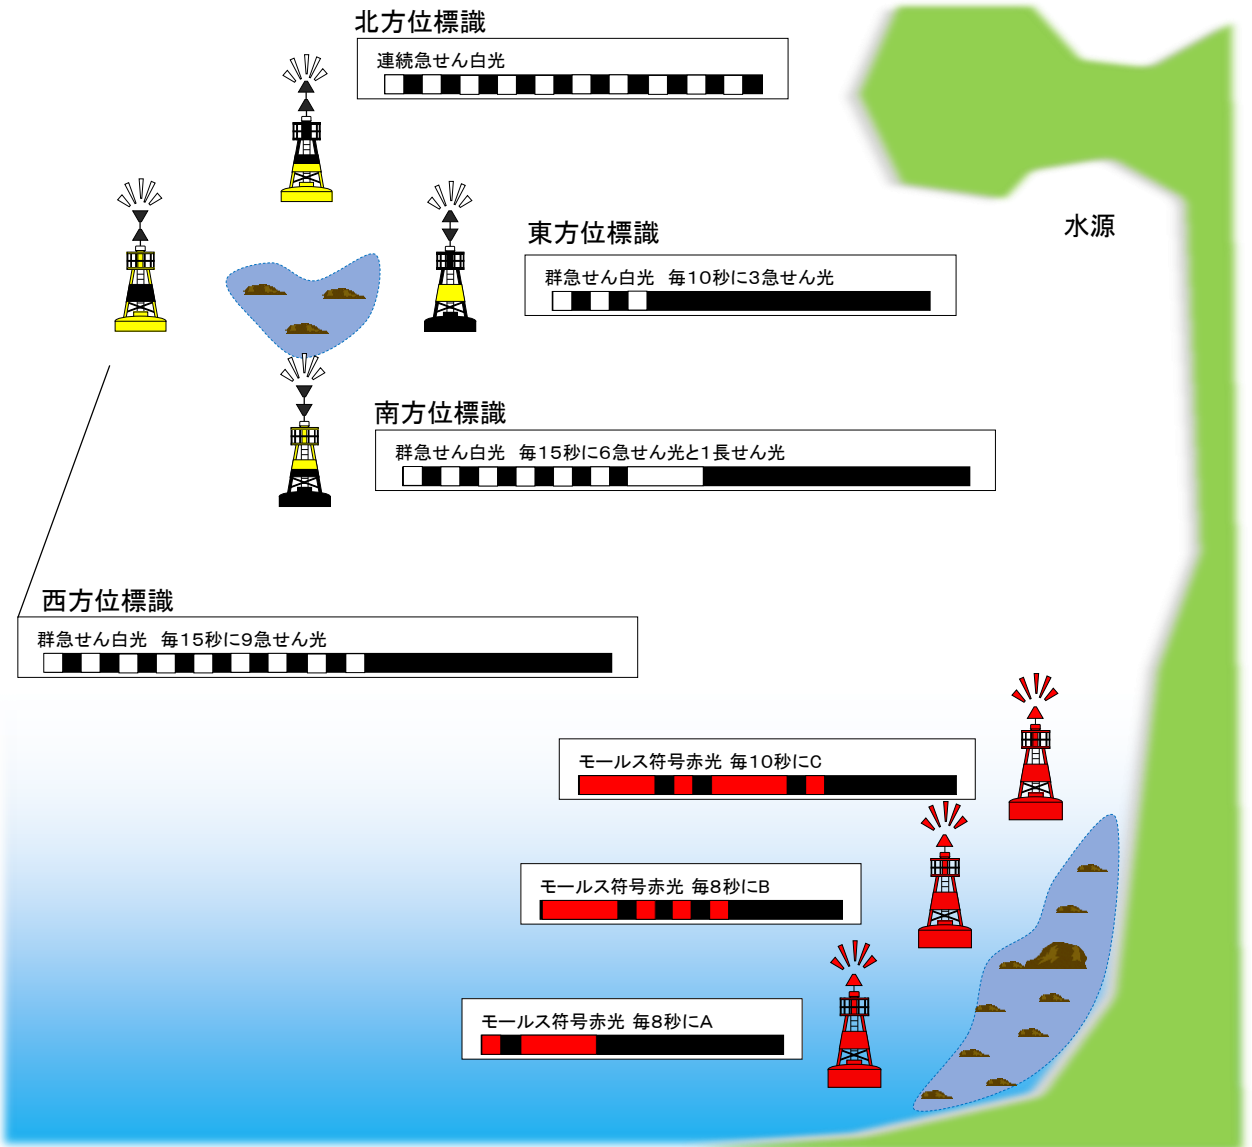 北方位標識
連続急せん白光
水源
東方位標識
群急せん白光　毎10秒に3急せん光
南方位標識
群急せん白光　毎15秒に6急せん光と1長せん光
西方位標識
群急せん白光　毎15秒に9急せん光
モールス符号赤光 毎10秒にC
モールス符号赤光 毎8秒にB
モールス符号赤光 毎8秒にA